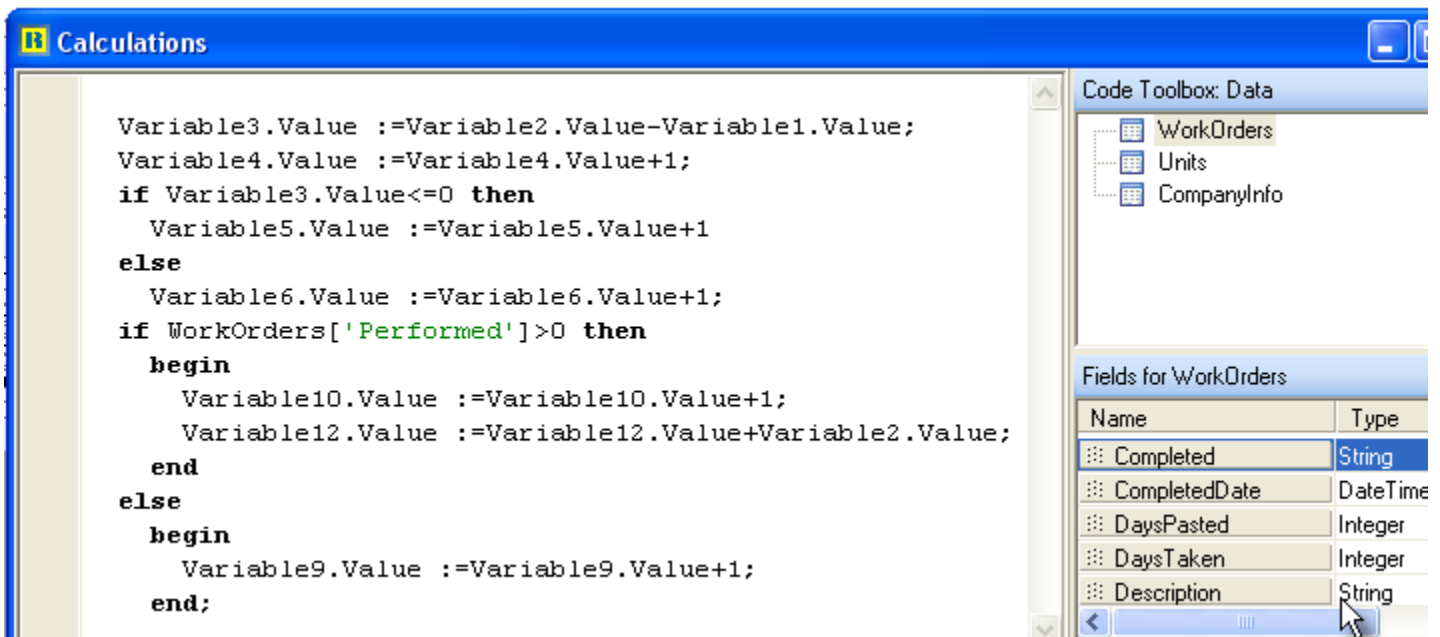 Calculations
Variable3.Value :=Variable2.Value-Variable1.Value;
Variable4.Value :=Variable4.Value+1;
if Variable3.Value<=0 then
Variable5.Value :=Variable5.Value+1
else
Variable6.Value :=Variable6.Value+1;
if WorkOrders['Performed']>0 then
begin
Variable10.Value :=Variable10.Value+1;
Variable12.Value :=Variable12.Value+Variable2.Value;
end
else
begin
Variable9.Value :=Variable9.Value+1;
end;
Code Toolbox: Data
WorkOrders
Units
CompanyInfo
Fields for WorkOrders
Name Type
Completed String
CompletedDate DateTime
DaysPasted Integer
DaysTaken Integer
Description String